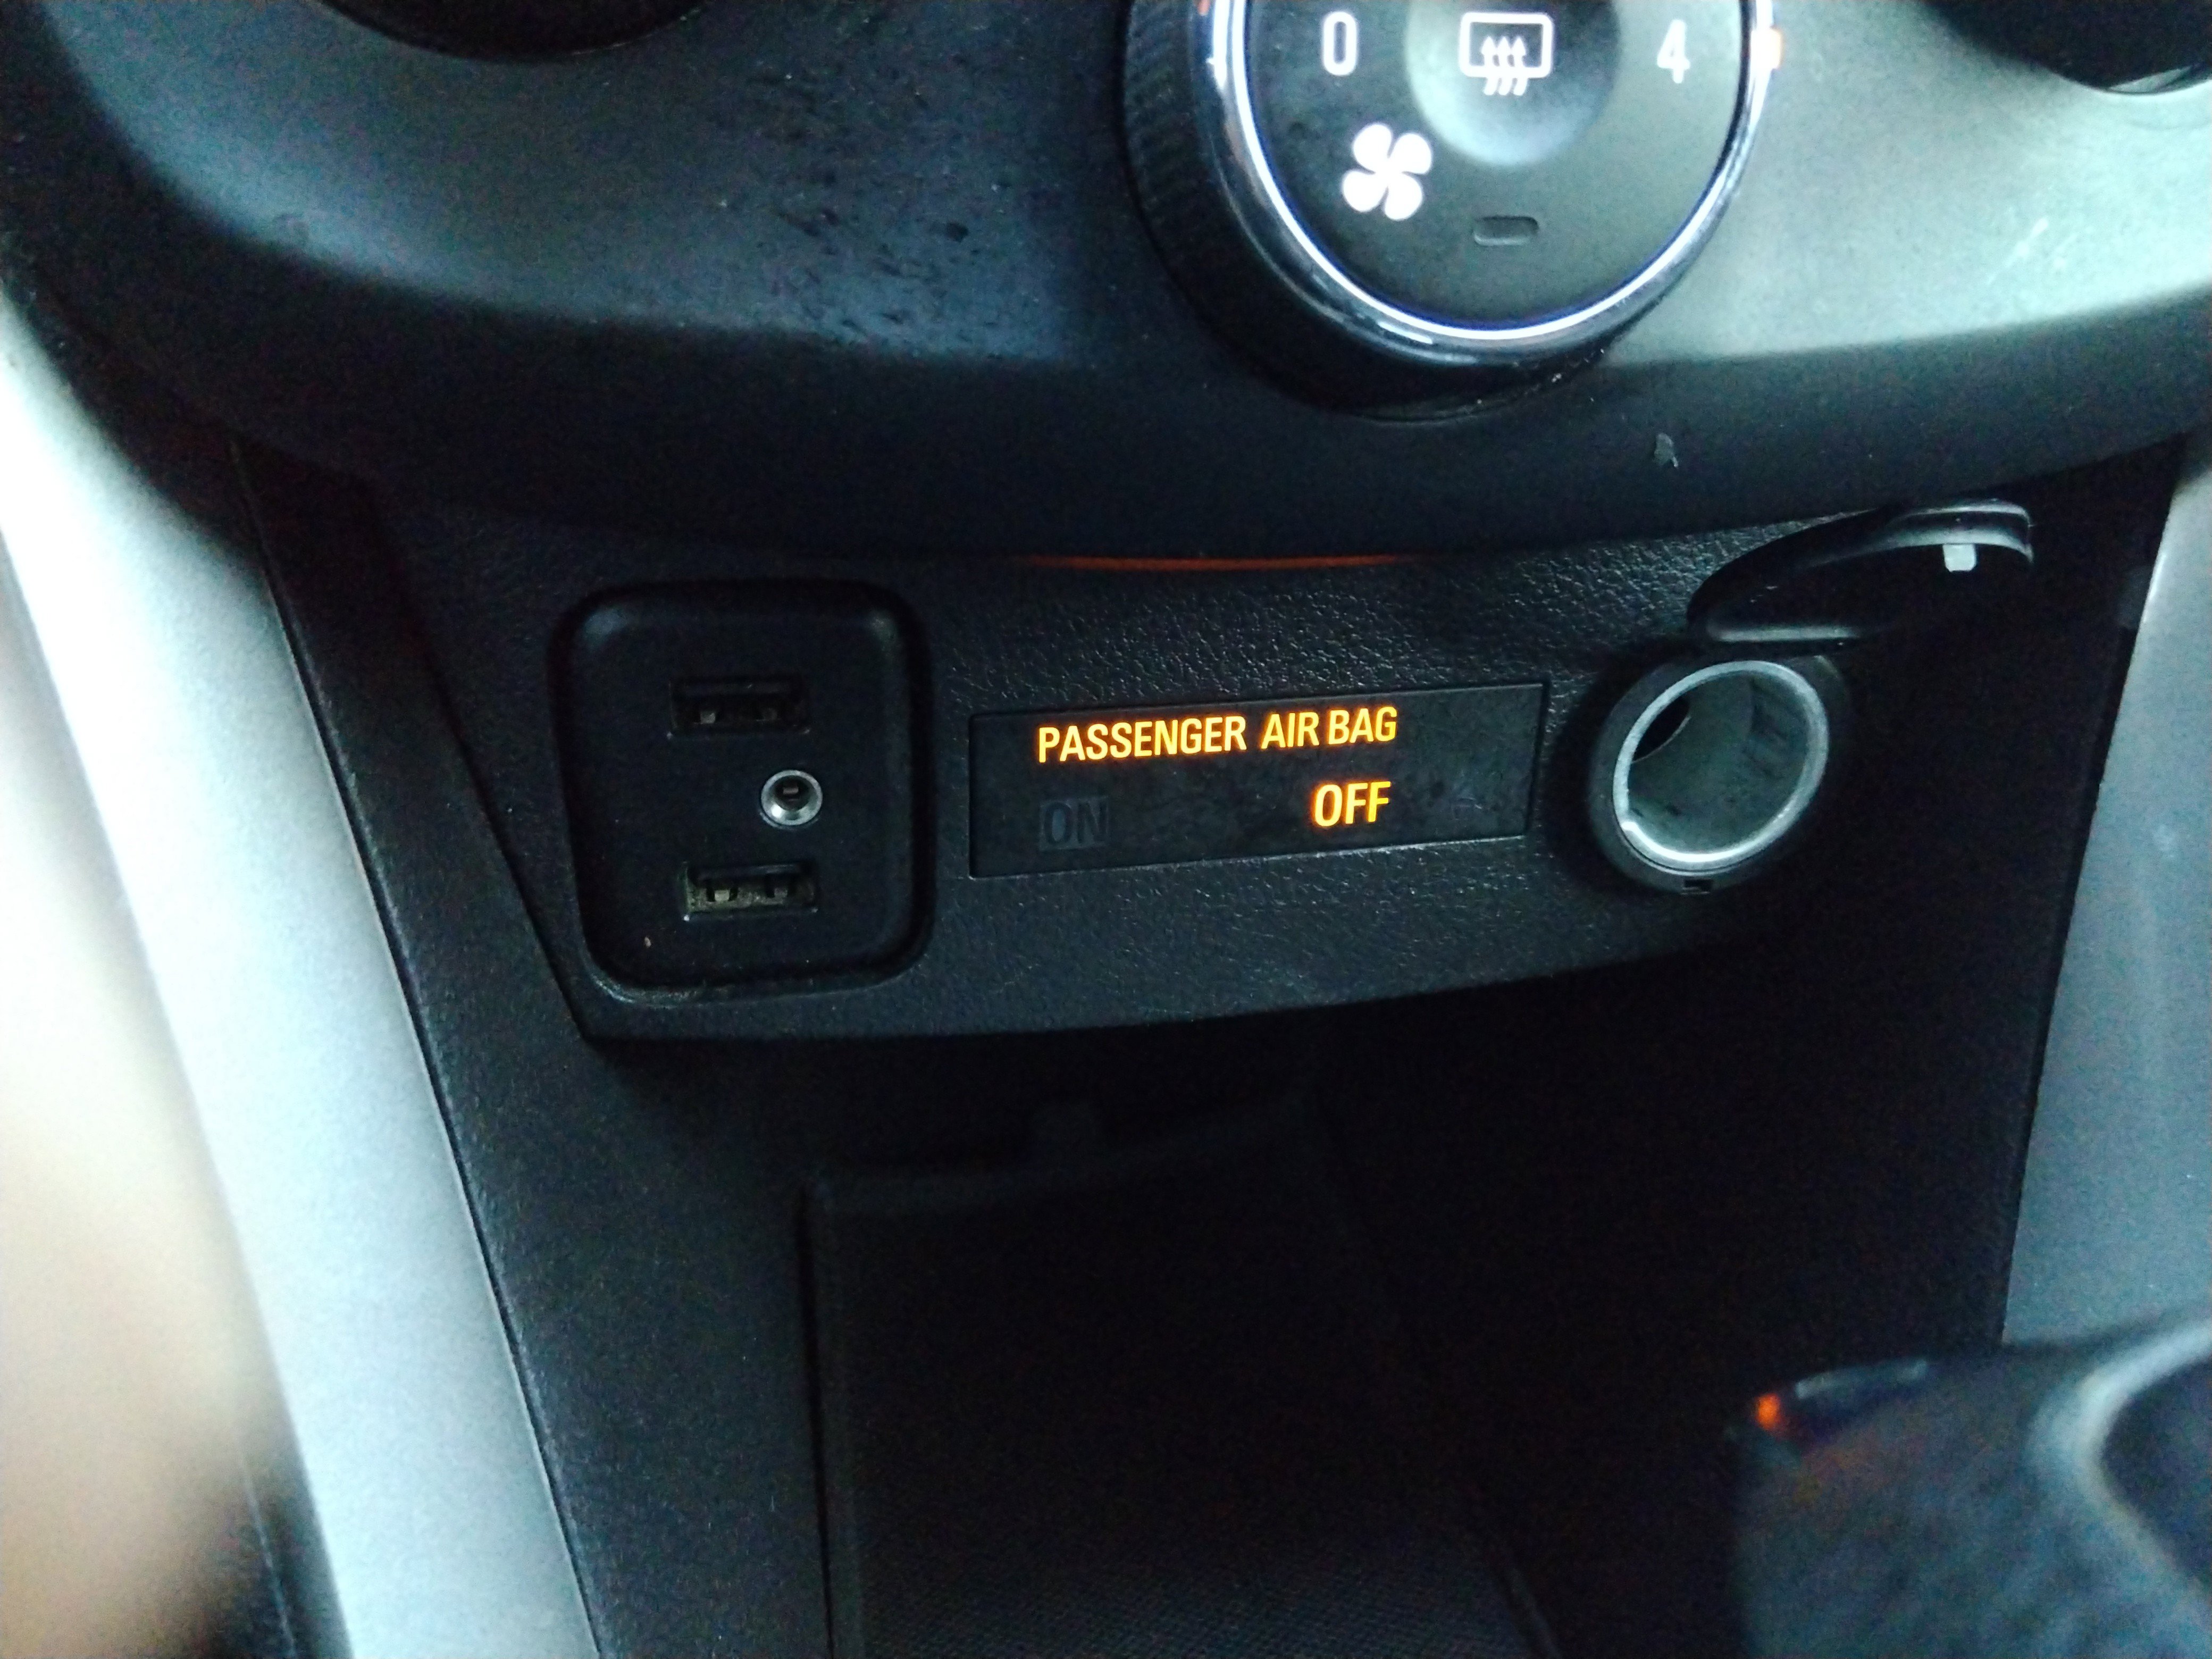 0 4
PASSENGER AIR BAG
ON OFF